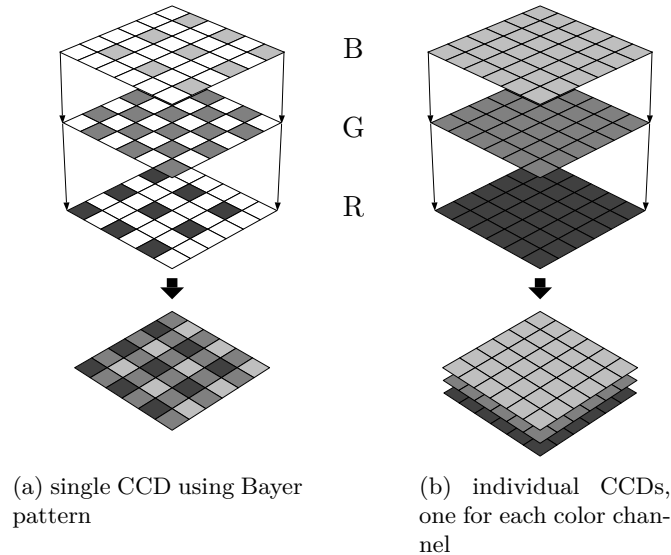 B
G
R
(a) single CCD using Bayer
pattern
(b) individual CCDs,
one for each color chan-
nel